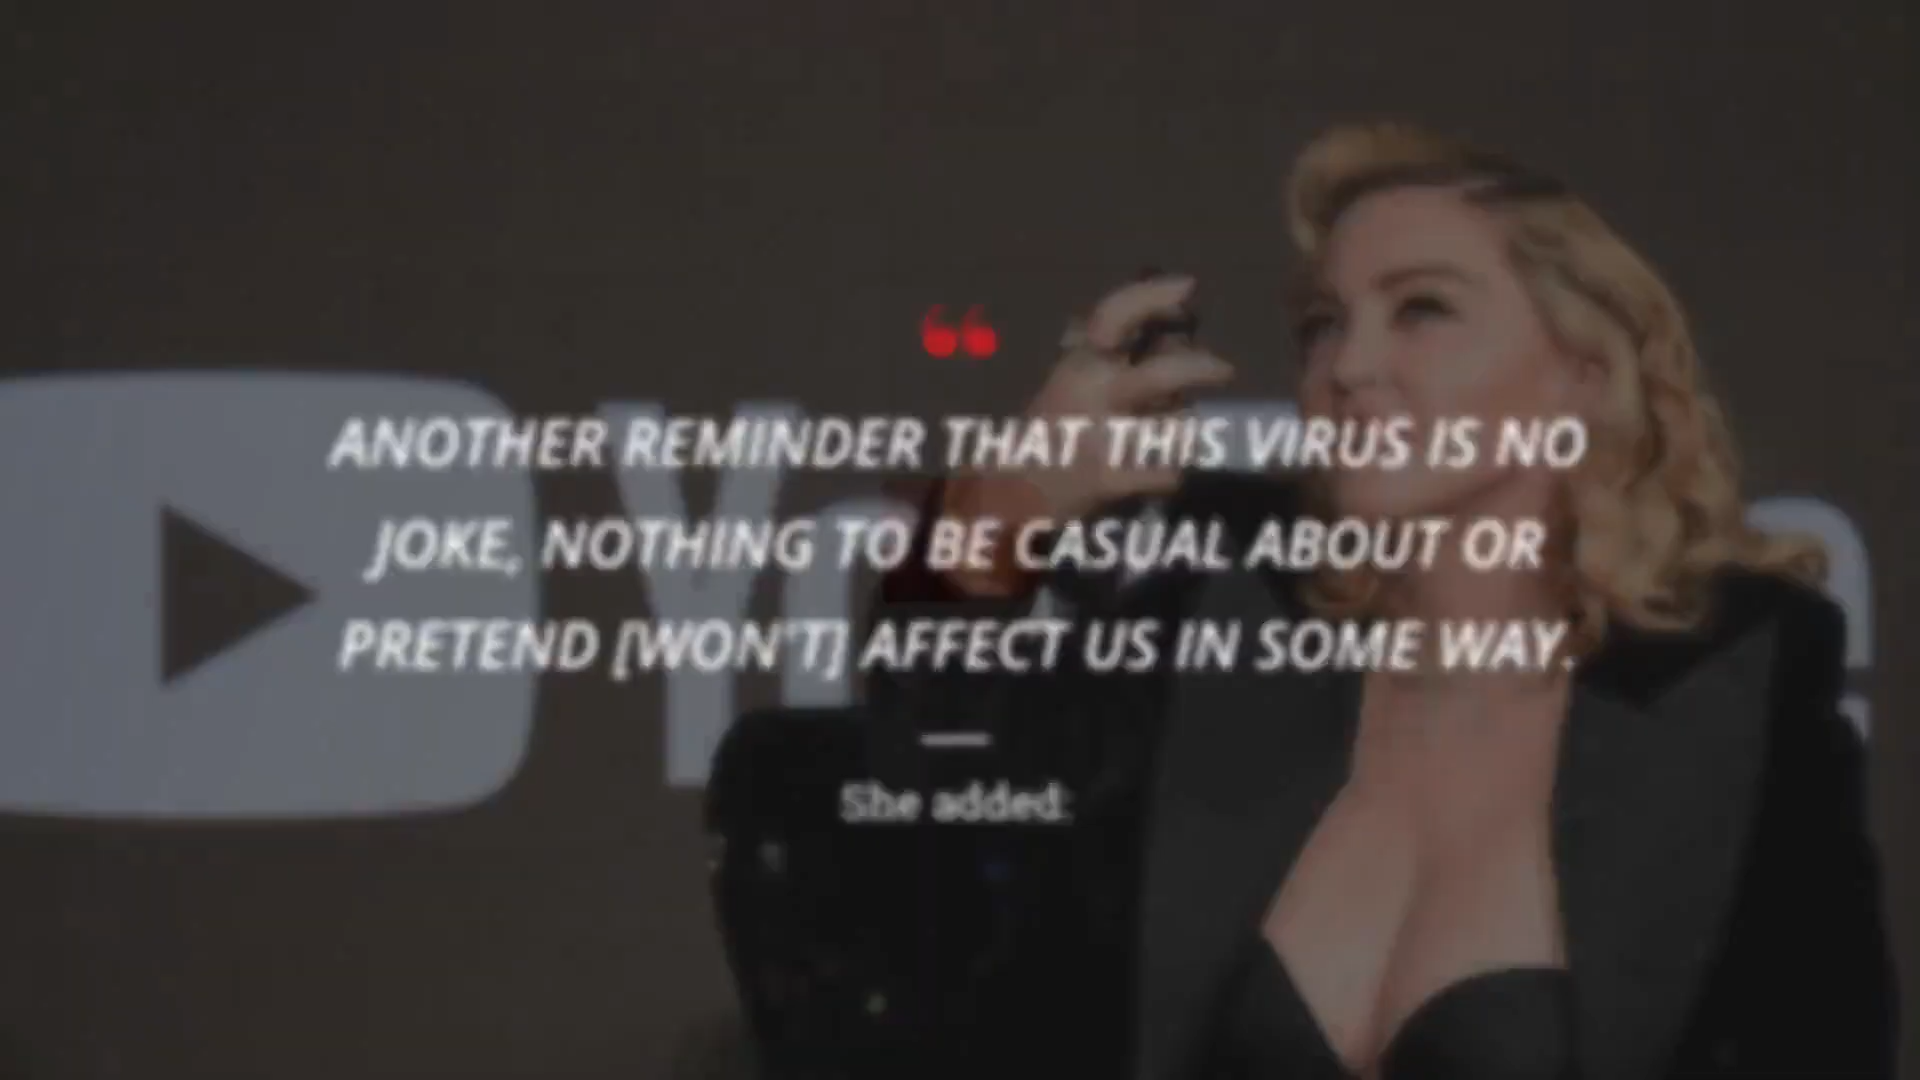 ❝
ANOTHER REMINDER THAT THIS VIRUS IS NO
JOKE, NOTHING TO BE CASUAL ABOUT OR
PRETEND [WON'T] AFFECT US IN SOME WAY.
She added: